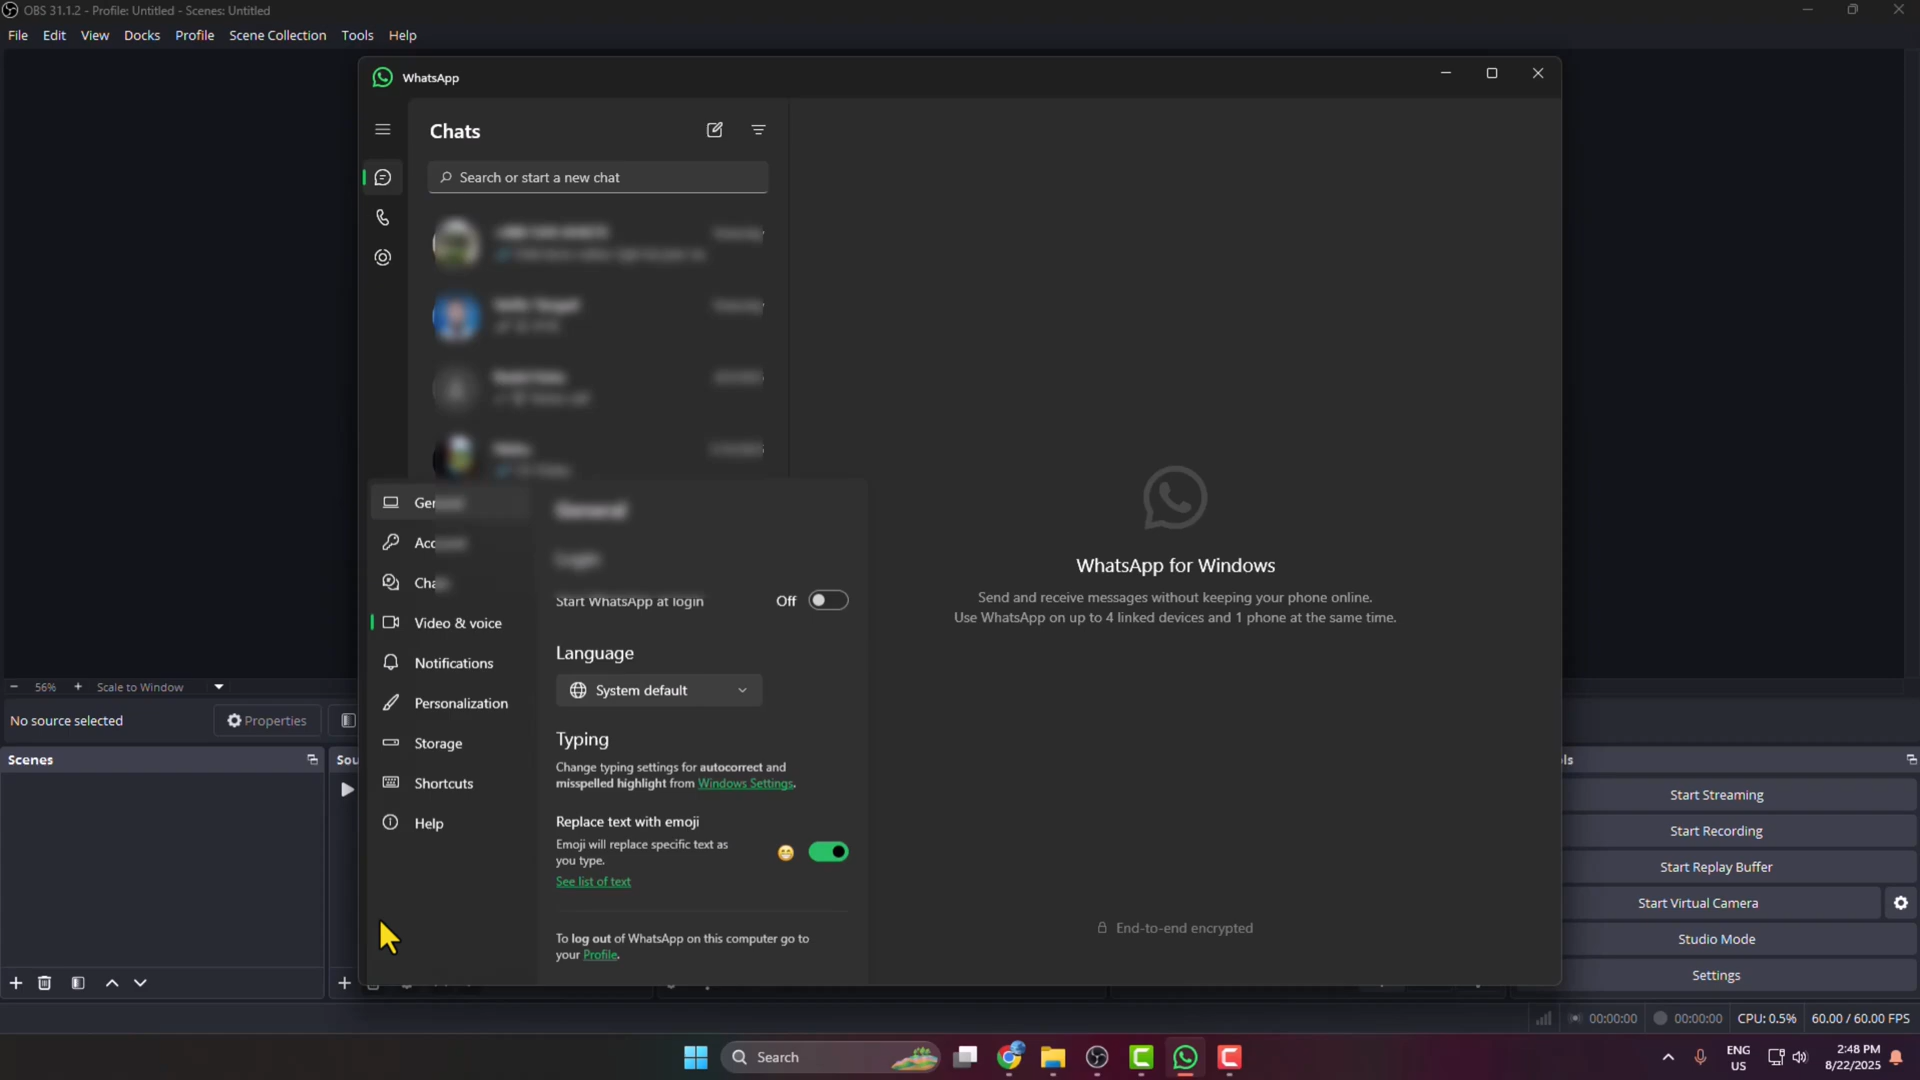 OBS 31.1.2 - Profile: Untitled - Scenes: Untitled
File Edit View Docks Profile Scene Collection Tools Help
WhatsApp
Chats
Search or start a new chat
Video & voice
Notifications
Personalization
Storage
Shortcuts
Help
Start WhatsApp at login Off
Language
System default
Typing
Change typing settings for autocorrect and
misspelled highlight from Windows Settings.
Replace text with emoji
Emoji will replace specific text as
you type.
See list of text
To log out of WhatsApp on this computer go to
your Profile.
WhatsApp for Windows
Send and receive messages without keeping your phone online.
Use WhatsApp on up to 4 linked devices and 1 phone at the same time.
End-to-end encrypted
56% Scale to Window
No source selected
Properties
Scenes
Start Streaming
Start Recording
Start Replay Buffer
Start Virtual Camera
Studio Mode
Settings
00:00:00 00:00:00 CPU: 0.5% 60.00 / 60.00 FPS
Search
ENG
US
2:48 PM
8/22/2025